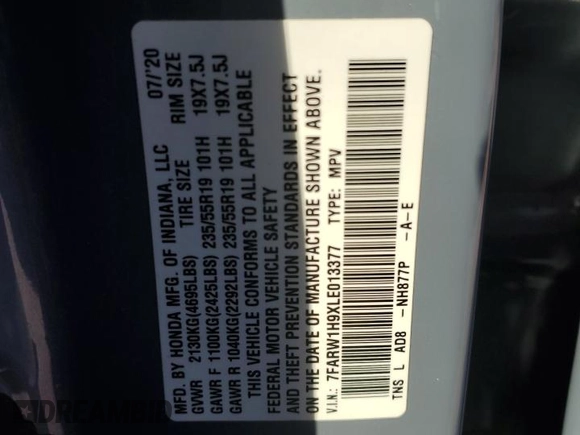 MFD. BY HONDA MFG. OF INDIANA, LLC 07/'20
GVWR 2130KG(4695LBS) TIRE SIZE RIM SIZE
GAWR F 1100KG(2425LBS) 235/55R19 101H 19X7.5J
GAWR R 1040KG(2292LBS) 235/55R19 101H 19X7.5J
THIS VEHICLE CONFORMS TO ALL APPLICABLE
FEDERAL MOTOR VEHICLE SAFETY
AND THEFT PREVENTION STANDARDS IN EFFECT
ON THE DATE OF MANUFACTURE SHOWN ABOVE.
V.I.N.: 7FARW1H9XLE013377 TYPE: MPV
TNS L AD8 -NH877P -A-E
DREAMBID